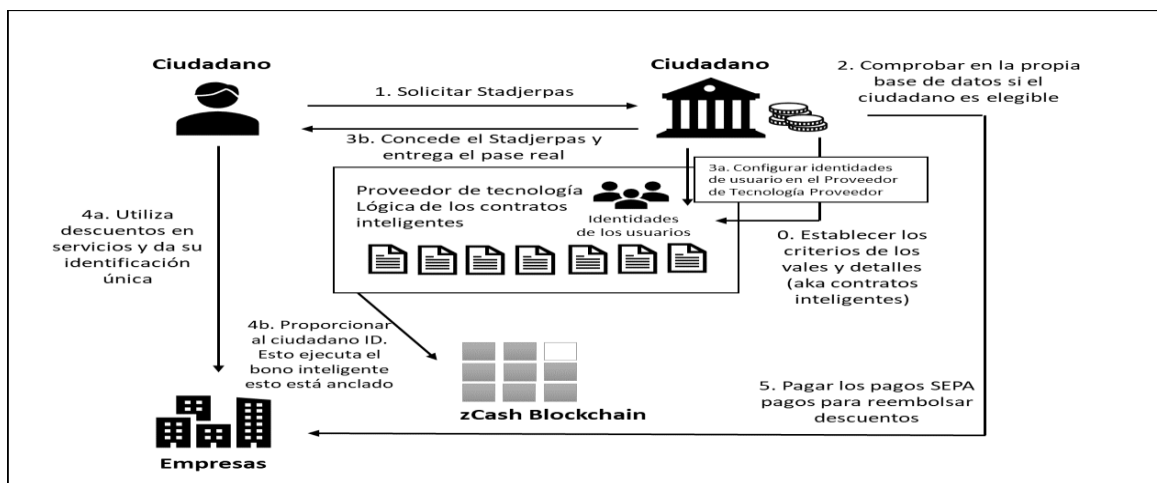 Ciudadano
Ciudadano
2. Comprobar en la propia
base de datos si el
ciudadano es elegible
1. Solicitar Stadjerpas
3b. Concede el Stadjerpas y
entrega el pase real
3a. Configurar identidades
de usuario en el Proveedor
de Tecnología Proveedor
Proveedor de tecnología
Lógica de los contratos
inteligentes
Identidades
de los usuarios
4a. Utiliza
descuentos en
servicios y da su
identificación
única
0. Establecer los
criterios de los
vales y detalles
(aka contratos
inteligentes)
4b. Proporcionar
al ciudadano ID.
Esto ejecuta el
bono inteligente
esto está anclado
zCash Blockchain
5. Pagar los pagos SEPA
pagos para reembolsar
descuentos
Empresas